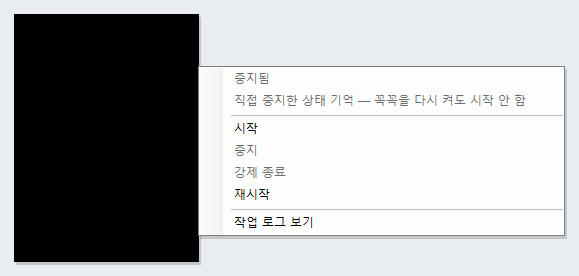 중지됨
직접 중지한 상태 기억 — 꼭꼭을 다시 켜도 시작 안 함
시작
중지
강제 종료
재시작
작업 로그 보기